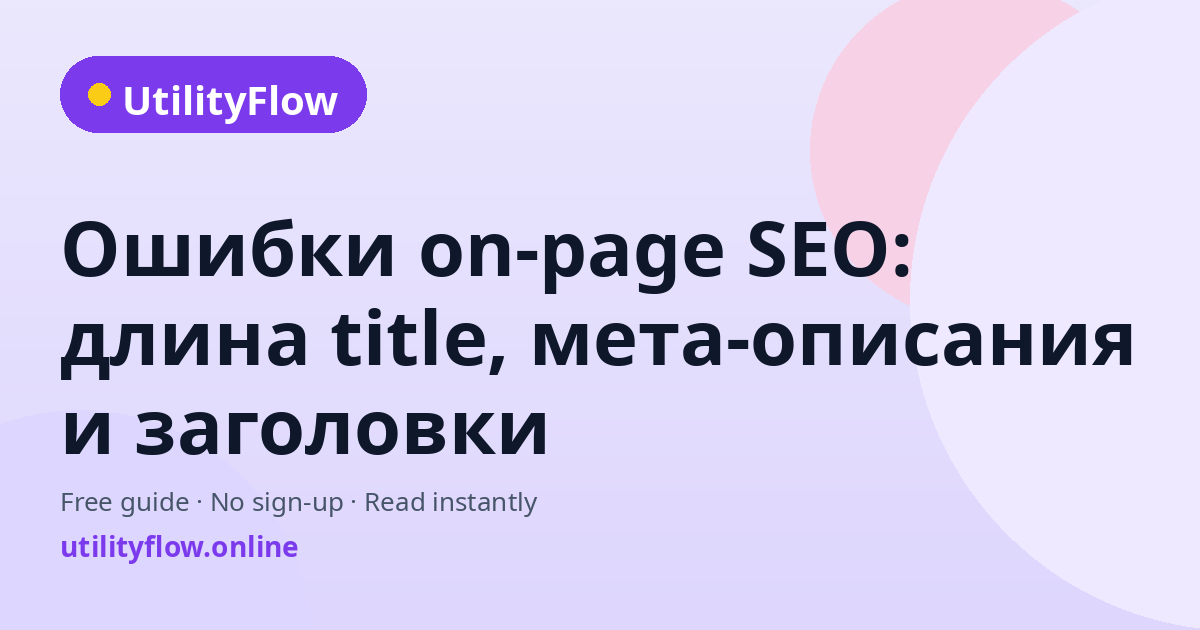 UtilityFlow
Ошибки on-page SEO:
длина title, мета-описания
и заголовки
Free guide · No sign-up · Read instantly
utilityflow.online